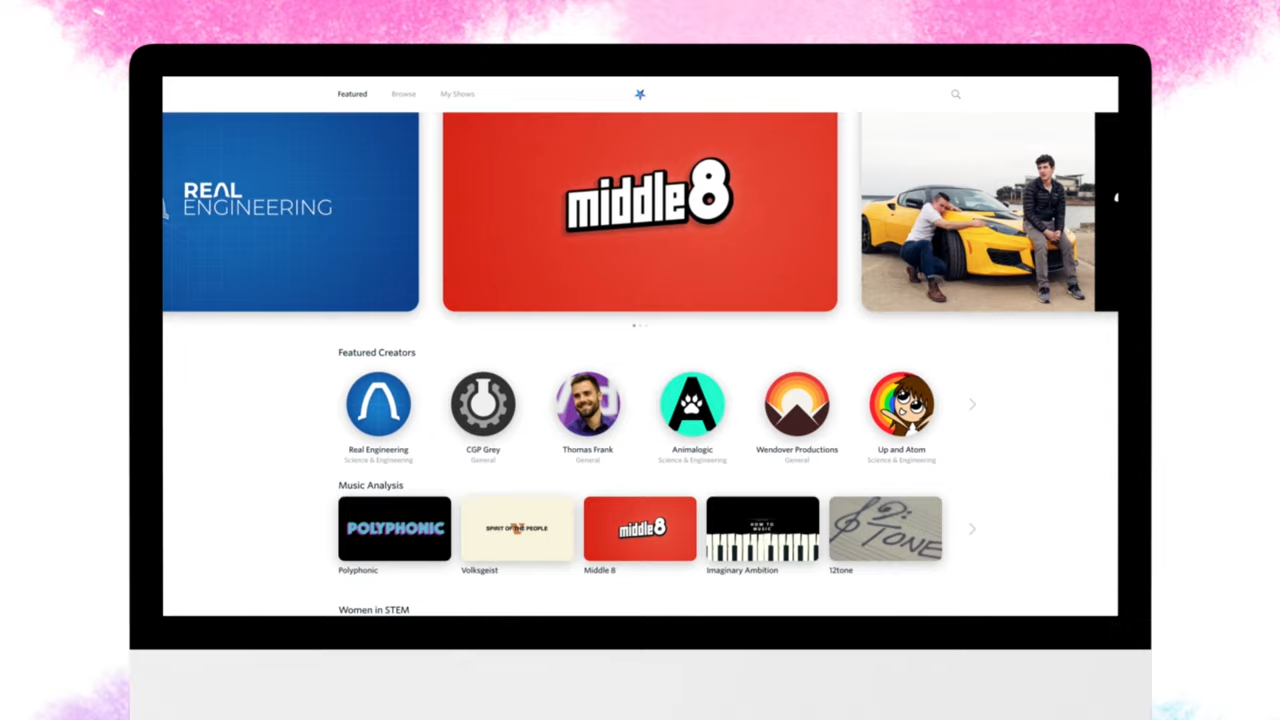 Featured Browse My Shows
REAL
ENGINEERING
middle8
Featured Creators
Real Engineering CGP Grey Thomas Frank Animalogic Wendover Productions Up and Atom
Science & Engineering General General Science & Engineering General Science & Engineering
Music Analysis
POLYPHONIC SPIRIT OF THE PEOPLE middle8 HOW TO MUSIC 12: TONE
Polyphonic Volksgeist Middle 8 Imaginary Ambition 12tone
Women in STEM